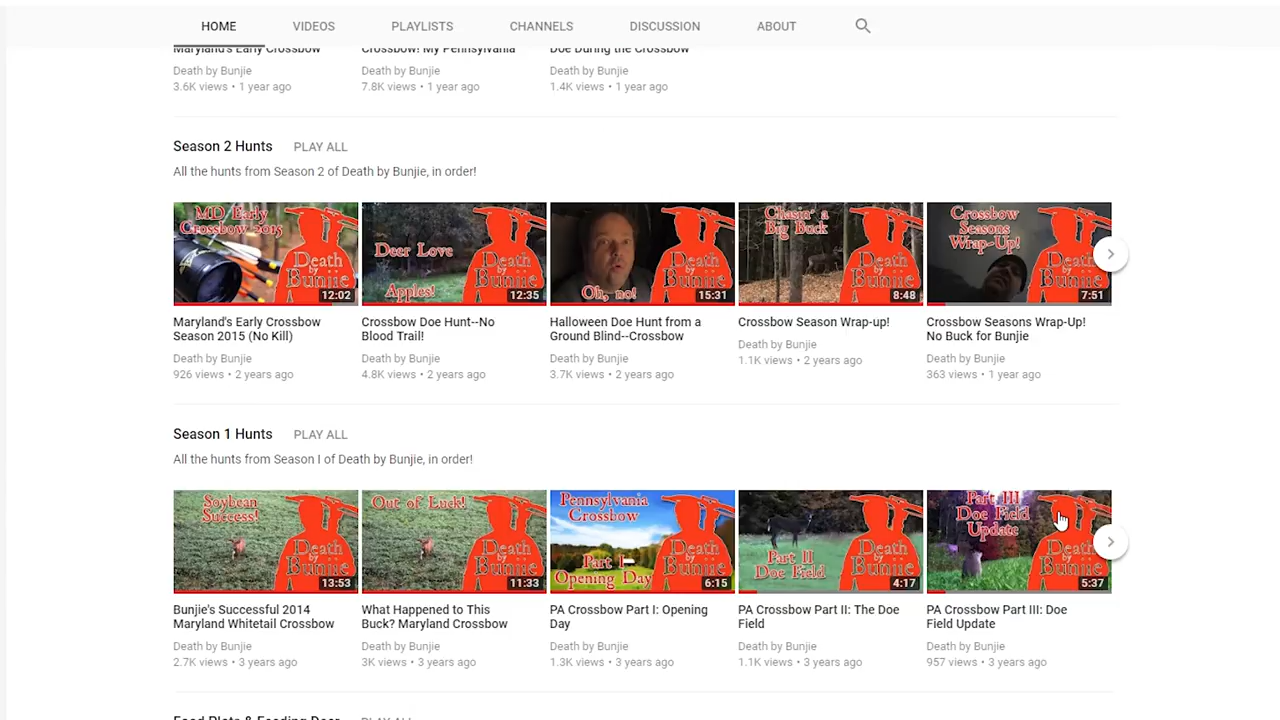 HOME VIDEOS PLAYLISTS CHANNELS DISCUSSION ABOUT
Maryland's Early Crossbow Crossbow! My Pennsylvania Doe During the Crossbow
Death by Bunjie Death by Bunjie Death by Bunjie
3.6K views • 1 year ago 7.8K views • 1 year ago 1.4K views • 1 year ago
Season 2 Hunts PLAY ALL
All the hunts from Season 2 of Death by Bunjie, in order!
MD Early
Crossbow 2015
Death
by
Bunjie
12:02
Deer Love
Apples!
Death
by
Bunjie
12:35
Oh, no!
Death
by
Bunjie
15:31
Chasin' a
Big Buck
Death
by
Bunjie
8:48
Crossbow
Seasons
Wrap-Up!
Death
by
Bunjie
7:51
Maryland's Early Crossbow
Season 2015 (No Kill)
Death by Bunjie
926 views • 2 years ago
Crossbow Doe Hunt--No
Blood Trail!
Death by Bunjie
4.8K views • 2 years ago
Halloween Doe Hunt from a
Ground Blind--Crossbow
Death by Bunjie
3.7K views • 2 years ago
Crossbow Season Wrap-up!
Death by Bunjie
1.1K views • 2 years ago
Crossbow Seasons Wrap-Up!
No Buck for Bunjie
Death by Bunjie
363 views • 1 year ago
Season 1 Hunts PLAY ALL
All the hunts from Season I of Death by Bunjie, in order!
Soybean
Success!
Death
by
Bunjie
13:53
Out of Luck!
Death
by
Bunjie
11:33
Pennsylvania
Crossbow
Part I-
Opening Day
Death
by
Bunjie
6:15
Part II
Doe Field
Death
by
Bunjie
4:17
Part III
Doe Field
Update
Death
by
Bunjie
5:37
Bunjie's Successful 2014
Maryland Whitetail Crossbow
Death by Bunjie
2.7K views • 3 years ago
What Happened to This
Buck? Maryland Crossbow
Death by Bunjie
3K views • 3 years ago
PA Crossbow Part I: Opening
Day
Death by Bunjie
1.3K views • 3 years ago
PA Crossbow Part II: The Doe
Field
Death by Bunjie
1.1K views • 3 years ago
PA Crossbow Part III: Doe
Field Update
Death by Bunjie
957 views • 3 years ago
Food Plots & Feeding Deer PLAY ALL